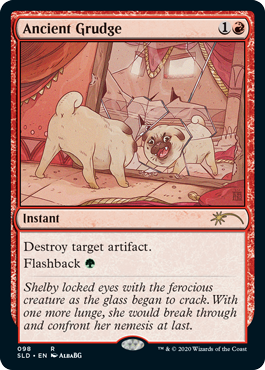 Ancient Grudge 1
Instant
Destroy target artifact.
Flashback
Shelby locked eyes with the ferocious
creature as the glass began to crack. With
one more lunge, she would break through
and confront her nemesis at last.
098 R
SLD • EN ALBABG
™ & © 2020 Wizards of the Coast